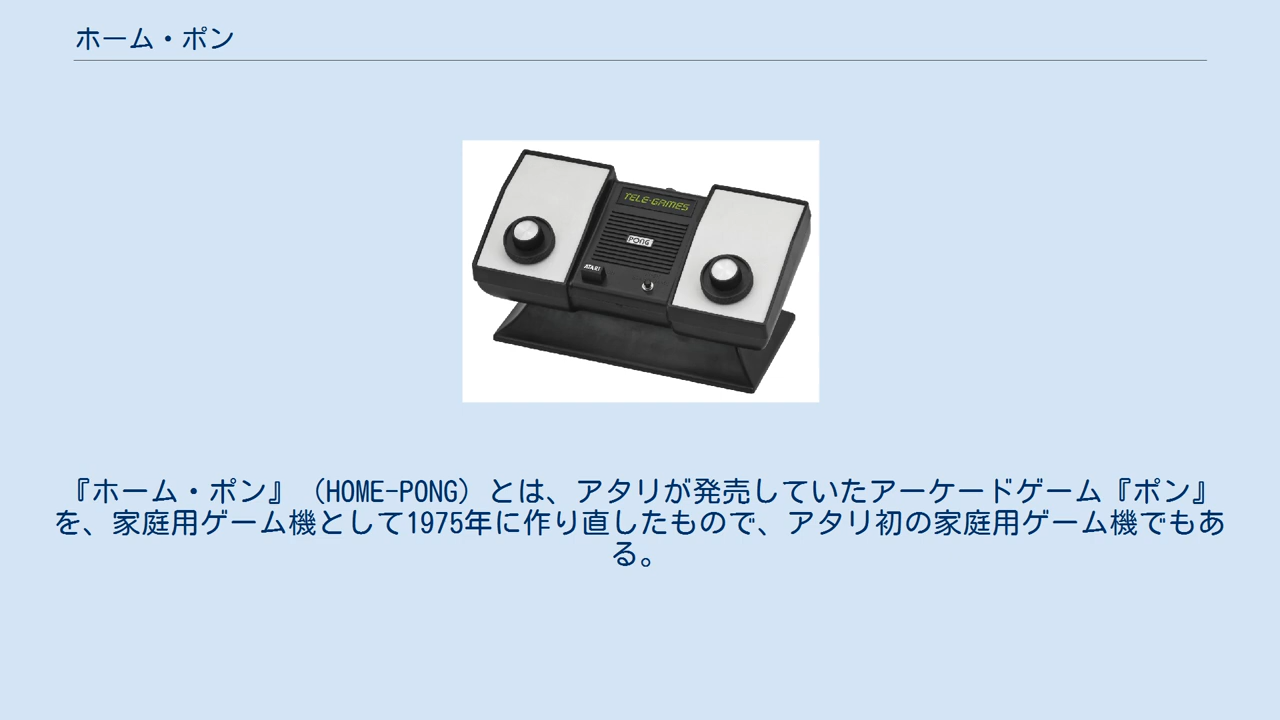 ホーム・ポン
TELE-GAMES
PONG
ATARI
『ホーム・ポン』（HOME-PONG）とは、アタリが発売していたアーケードゲーム『ポン』
を、家庭用ゲーム機として1975年に作り直したもので、アタリ初の家庭用ゲーム機でもあ
る。